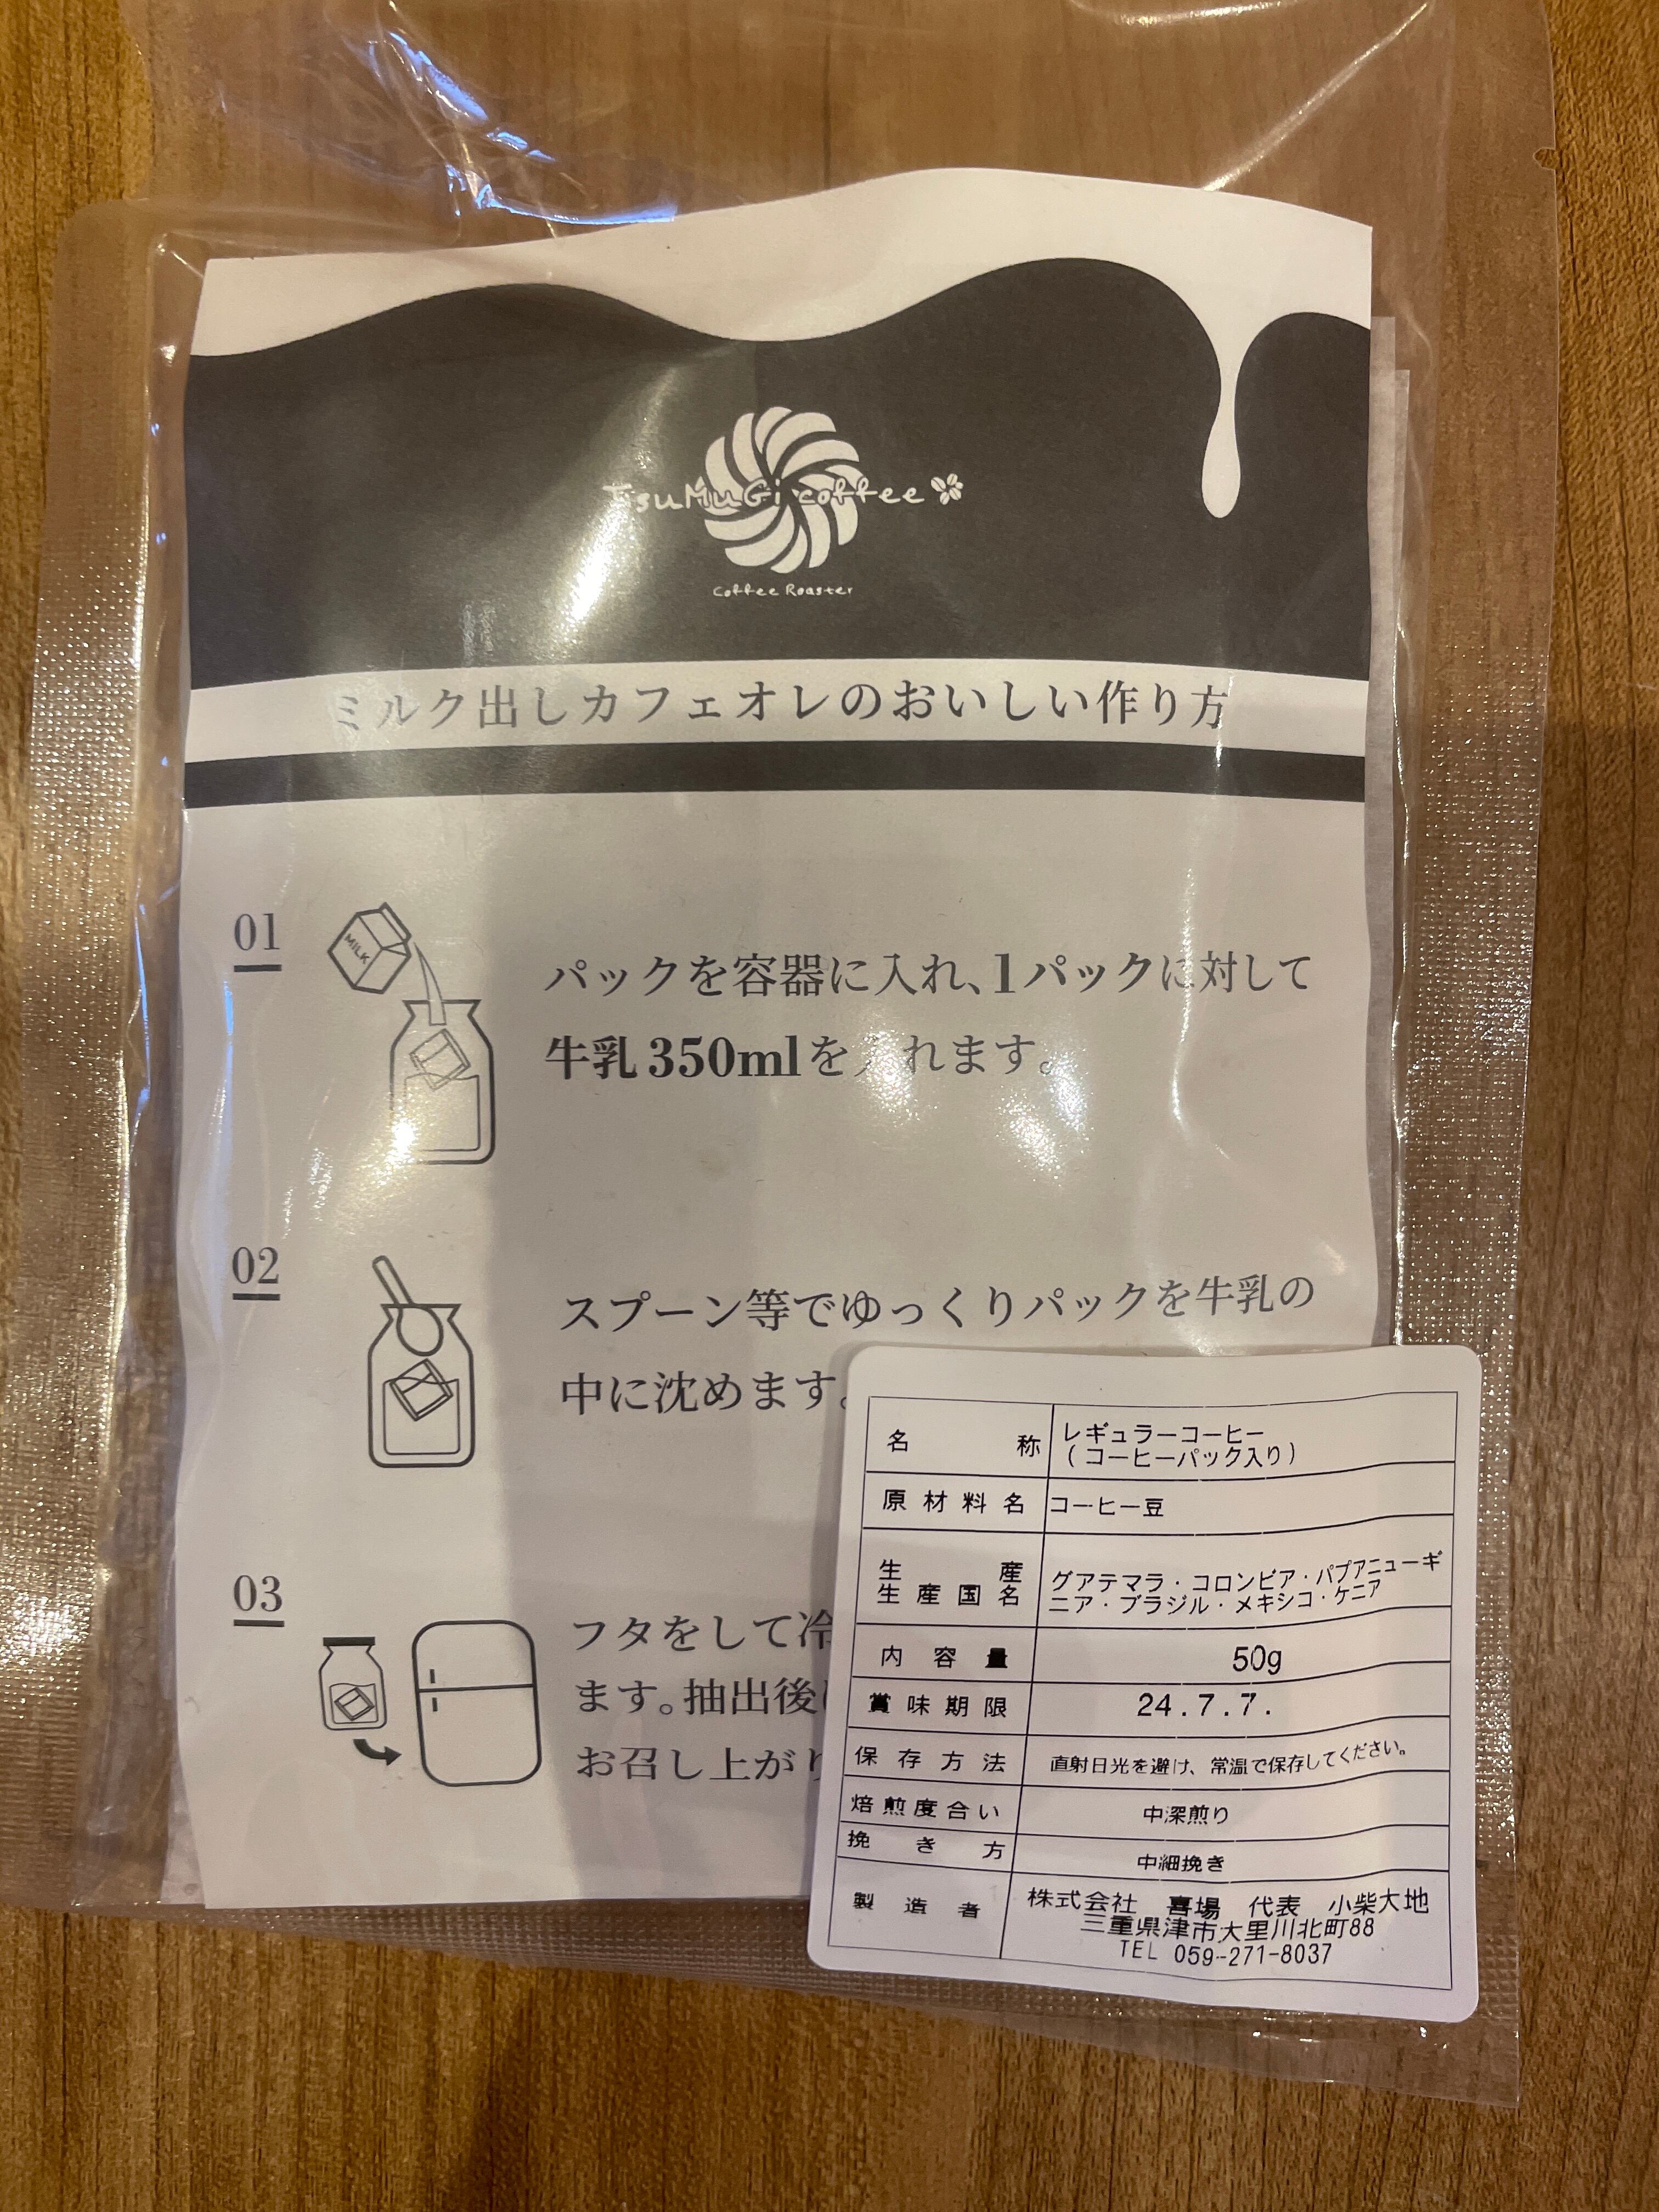 TsuMuGi coffee
Coffee Roaster
ミルク出しカフェオレのおいしい作り方
01
MILK
パックを容器に入れ、1パックに対して
牛乳350mlを入れます。
02
スプーン等でゆっくりパックを牛乳の
中に沈めます。
03
フタをして冷
ます。抽出後
お召し上がり
名称 レギュラーコーヒー
(コーヒーパック入り)
原材料名 コーヒー豆
生産
生産国名 グアテマラ・コロンビア・パプアニューギ
ニア・ブラジル・メキシコ・ケニア
内容量 50g
賞味期限 24.7.7.
保存方法 直射日光を避け、常温で保存してください。
焙煎度合い 中深煎り
挽き方 中細挽き
製造者 株式会社 喜場 代表 小柴大地
三重県津市大里川北町88
TEL 059-271-8037